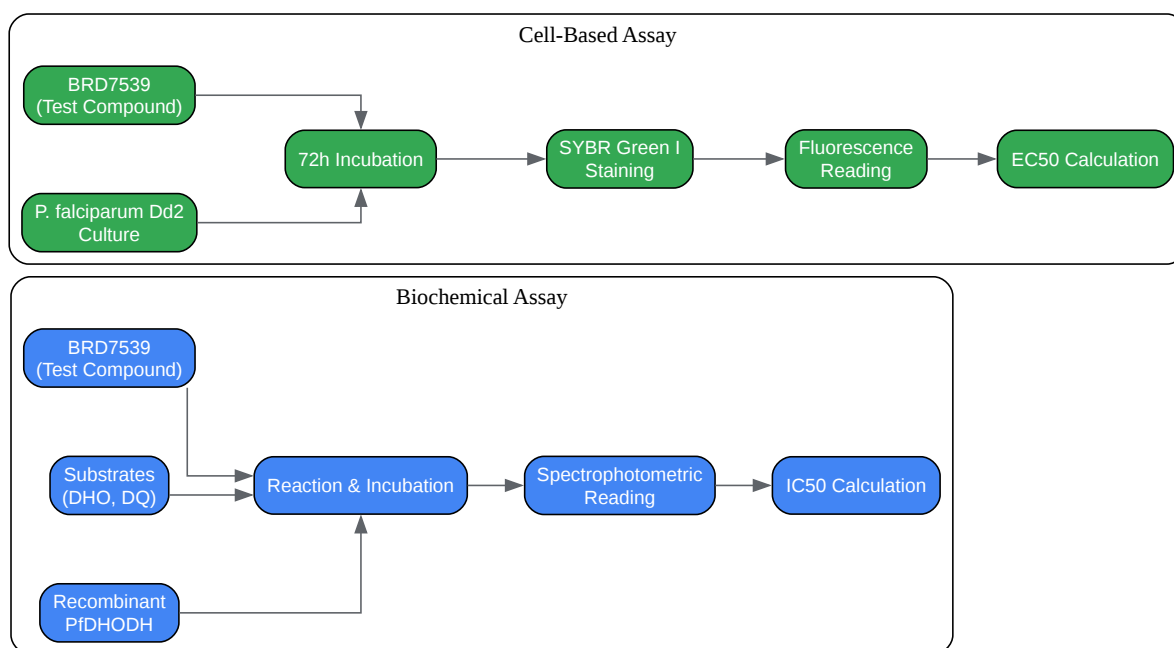 Cell-Based Assay
BRD7539
(Test Compound)
72h Incubation
SYBR Green I
Staining
Fluorescence
Reading
EC50 Calculation
P. falciparum Dd2
Culture
Biochemical Assay
BRD7539
(Test Compound)
Substrates
(DHO, DQ)
Reaction & Incubation
Spectrophotometric
Reading
IC50 Calculation
Recombinant
PfDHODH